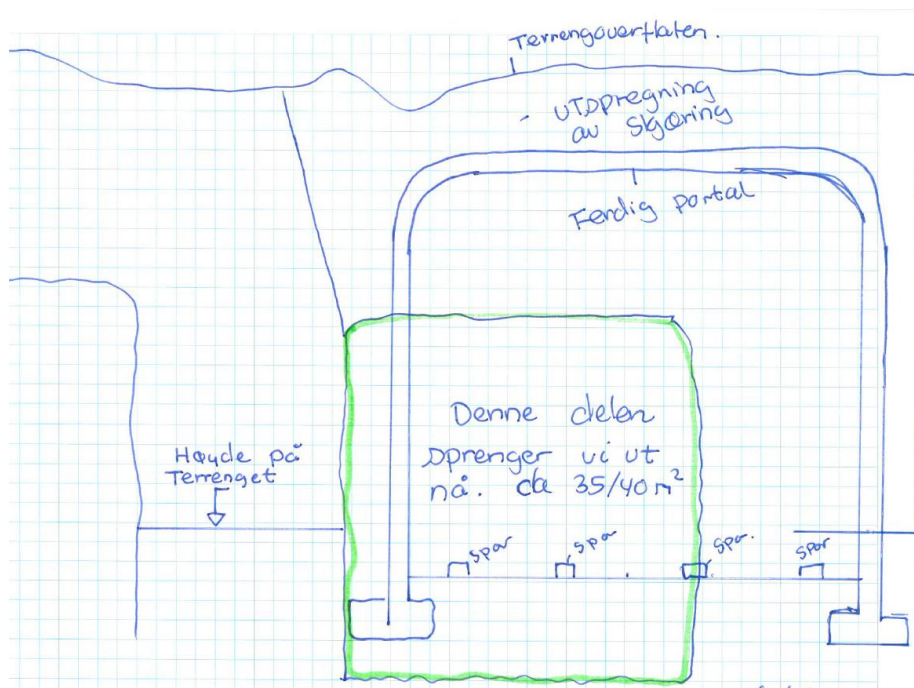 Terrengoverflaten.
- UTSpregning
av Skjæring
Ferdig portal
Denne delen
sprenger vi ut
nå. ca 35/40 m²
Høyde på
Terrenget
spor
spor
spor.
spor